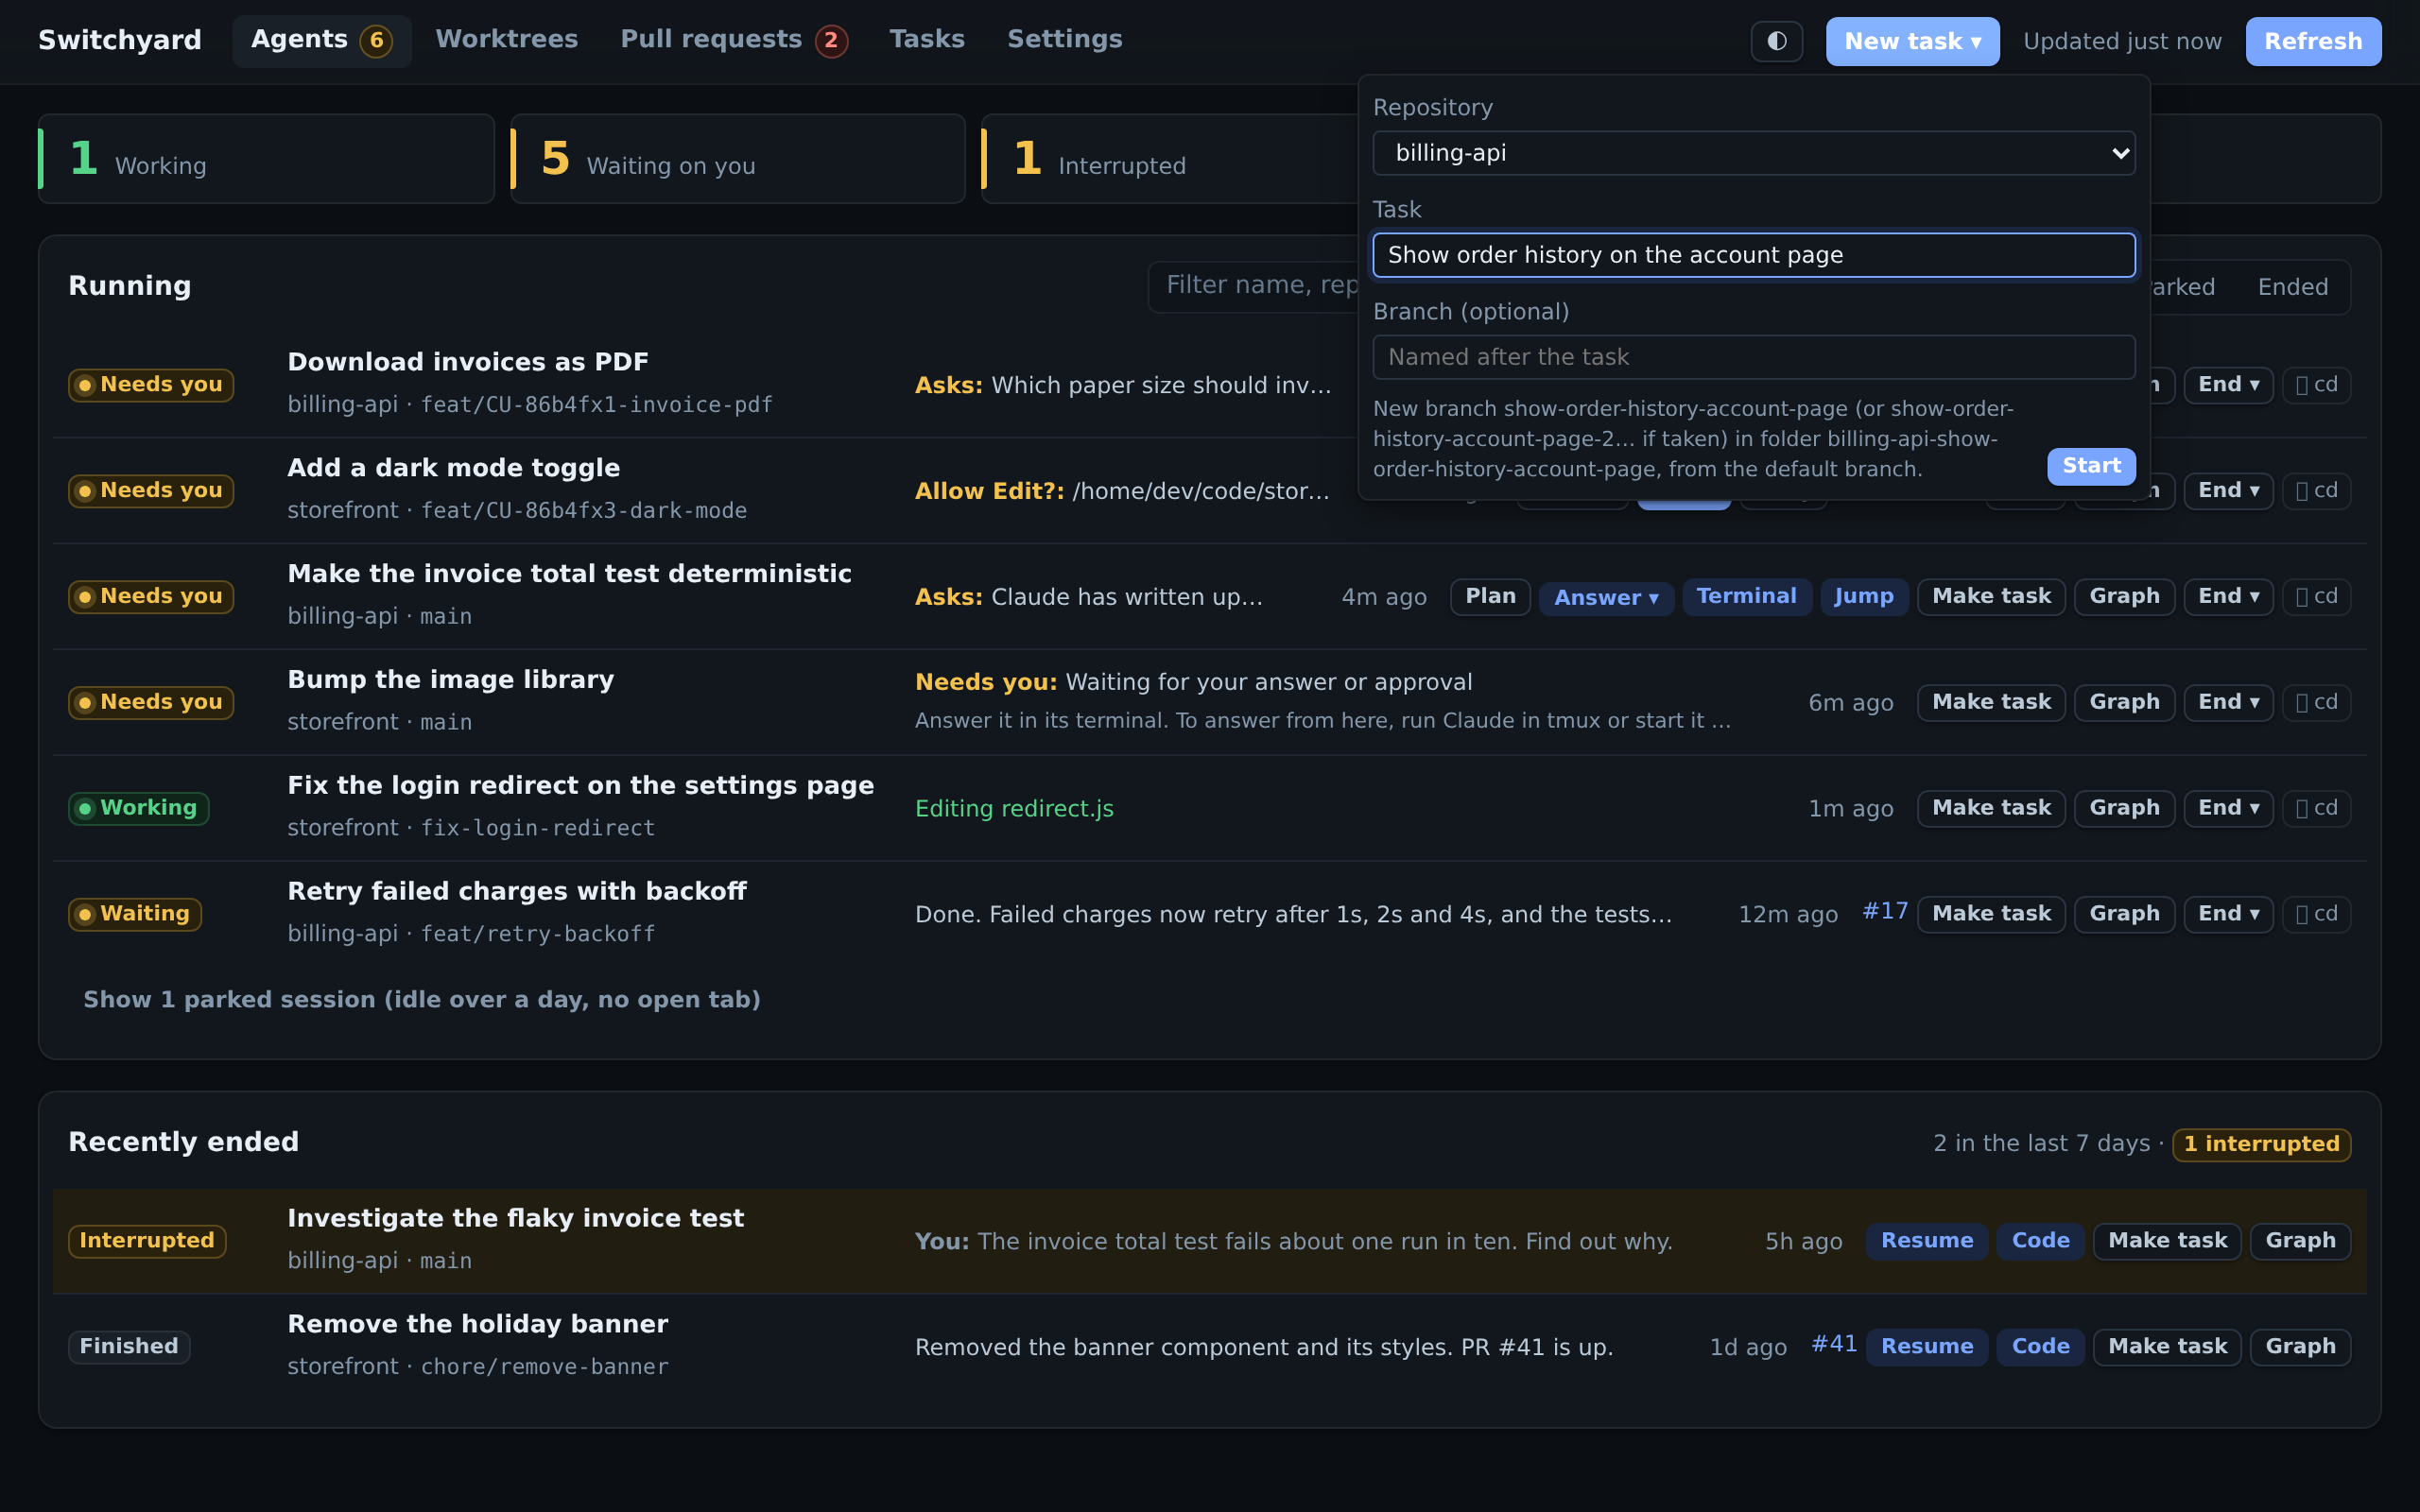 Switchyard Agents 6 Worktrees Pull requests 2 Tasks Settings New task ▾ Updated just now Refresh
1 Working 5 Waiting on you 1 Interrupted
Repository
billing-api
Task
Show order history on the account page
Branch (optional)
Named after the task
New branch show-order-history-account-page (or show-order-
history-account-page-2… if taken) in folder billing-api-show-
order-history-account-page, from the default branch.
Start
Running Filter name, Ended
Needs you Download invoices as PDF Asks: Which paper size should inv… End ▾ cd
billing-api · feat/CU-86b4fx1-invoice-pdf
Needs you Add a dark mode toggle Allow Edit?: /home/dev/code/stor… End ▾ cd
storefront · feat/CU-86b4fx3-dark-mode
Needs you Make the invoice total test deterministic Asks: Claude has written up… 4m ago Plan Answer ▾ Terminal Jump Make task Graph End ▾ cd
billing-api · main
Needs you Bump the image library Needs you: Waiting for your answer or approval 6m ago Make task Graph End ▾ cd
storefront · main Answer it in its terminal. To answer from here, run Claude in tmux or start it …
Working Fix the login redirect on the settings page Editing redirect.js 1m ago Make task Graph End ▾ cd
storefront · fix-login-redirect
Waiting Retry failed charges with backoff Done. Failed charges now retry after 1s, 2s and 4s, and the tests… 12m ago #17 Make task Graph End ▾ cd
billing-api · feat/retry-backoff
Show 1 parked session (idle over a day, no open tab)
Recently ended 2 in the last 7 days · 1 interrupted
Interrupted Investigate the flaky invoice test You: The invoice total test fails about one run in ten. Find out why. 5h ago Resume Code Make task Graph
billing-api · main
Finished Remove the holiday banner Removed the banner component and its styles. PR #41 is up. 1d ago #41 Resume Code Make task Graph
storefront · chore/remove-banner